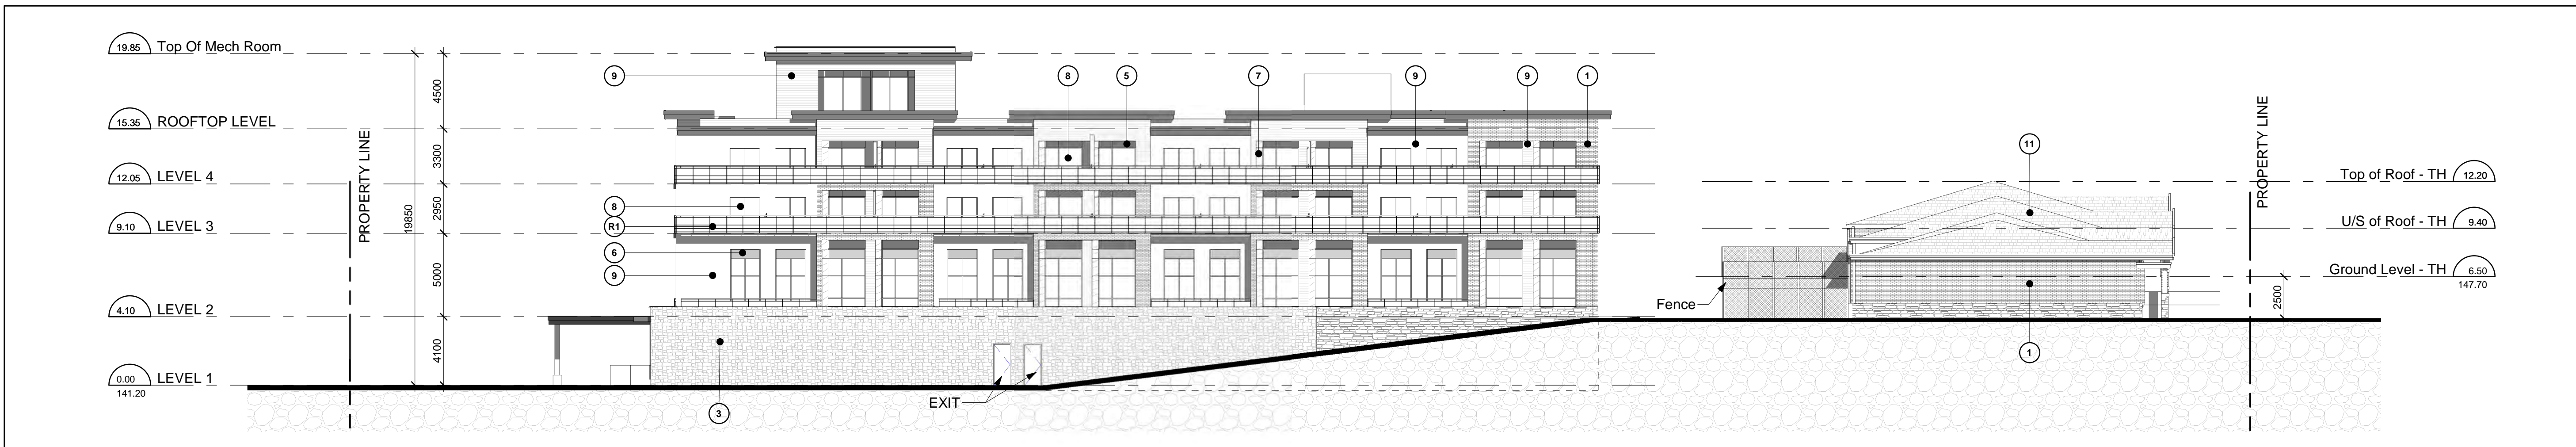 19.85 Top Of Mech Room
15.35 ROOFTOP LEVEL
12.05 LEVEL 4
9.10 LEVEL 3
4.10 LEVEL 2
0.00 LEVEL 1
141.20
PROPERTY LINE
19850
4500
3300
2950
5000
4100
9
8
5
7
9
9
1
8
R1
6
9
3
EXIT
Fence
11
1
PROPERTY LINE
Top of Roof - TH 12.20
U/S of Roof - TH 9.40
Ground Level - TH 6.50
147.70
2500